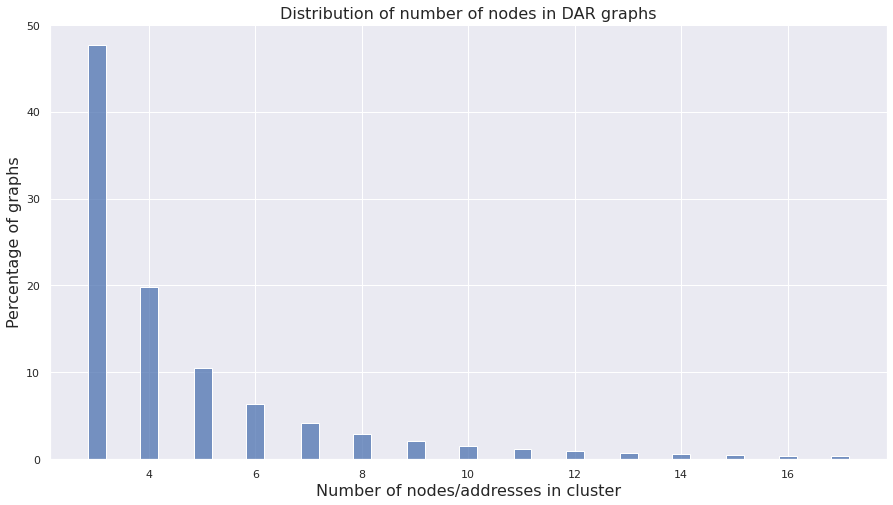 Distribution of number of nodes in DAR graphs
Percentage of graphs
50
40
30
20
10
0
4 6 8 10 12 14 16
Number of nodes/addresses in cluster